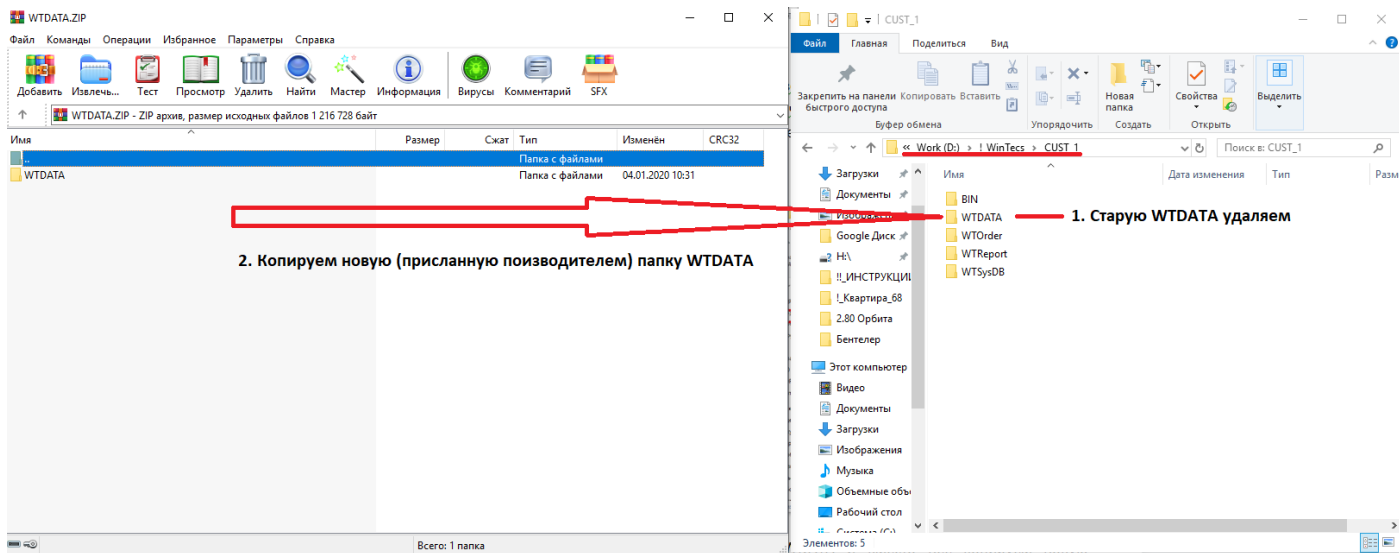 WTDATA.ZIP
Файл Команды Операции Избранное Параметры Справка
Добавить Извлечь... Тест Просмотр Удалить Найти Мастер Информация Вирусы Комментарий SFX
WTDATA.ZIP - ZIP архив, размер исходных файлов 1 216 728 байт
Имя Размер Сжат Тип Изменён CRC32
.. Папка с файлами
WTDATA Папка с файлами 04.01.2020 10:31
2. Копируем новую (присланную поизводителем) папку WTDATA
Всего: 1 папка
CUST_1
Файл Главная Поделиться Вид
Закрепить на панели быстрого доступа Копировать Вставить Новая папка Свойства Выделить
Буфер обмена Упорядочить Создать Открыть
« Work (D:) › ! WinTecs › CUST_1 Поиск в: CUST_1
Имя Дата изменения Тип Разм
Загрузки
Документы
Изображ
Google Диск
H:\
!!_ИНСТРУКЦИИ
!_Квартира_68
2.80 Орбита
Бентелер
Этот компьютер
Видео
Документы
Загрузки
Изображения
Музыка
Объемные объ
Рабочий стол
Система (C:)
BIN
WTDATA
WTOrder
WTReport
WTSysDB
1. Старую WTDATA удаляем
Элементов: 5